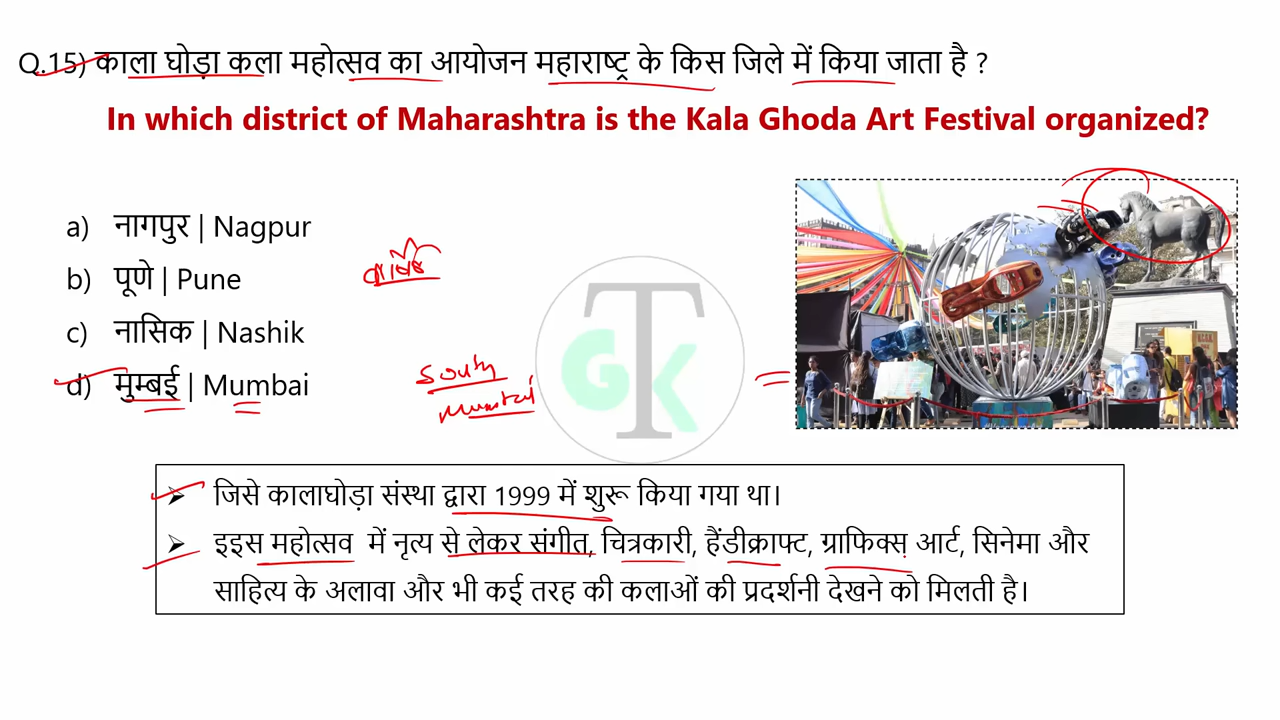 Q.15) काला घोड़ा कला महोत्सव का आयोजन महाराष्ट्र के किस जिले में किया जाता है ?
In which district of Maharashtra is the Kala Ghoda Art Festival organized?
a) नागपुर | Nagpur
b) पूणे | Pune
c) नासिक | Nashik
d) मुम्बई | Mumbai
South
Mumbai
TGK
जिसे कालाघोड़ा संस्था द्वारा 1999 में शुरू किया गया था।
इइस महोत्सव में नृत्य से लेकर संगीत, चित्रकारी, हैंडीक्राफ्ट, ग्राफिक्स आर्ट, सिनेमा और
साहित्य के अलावा और भी कई तरह की कलाओं की प्रदर्शनी देखने को मिलती है।